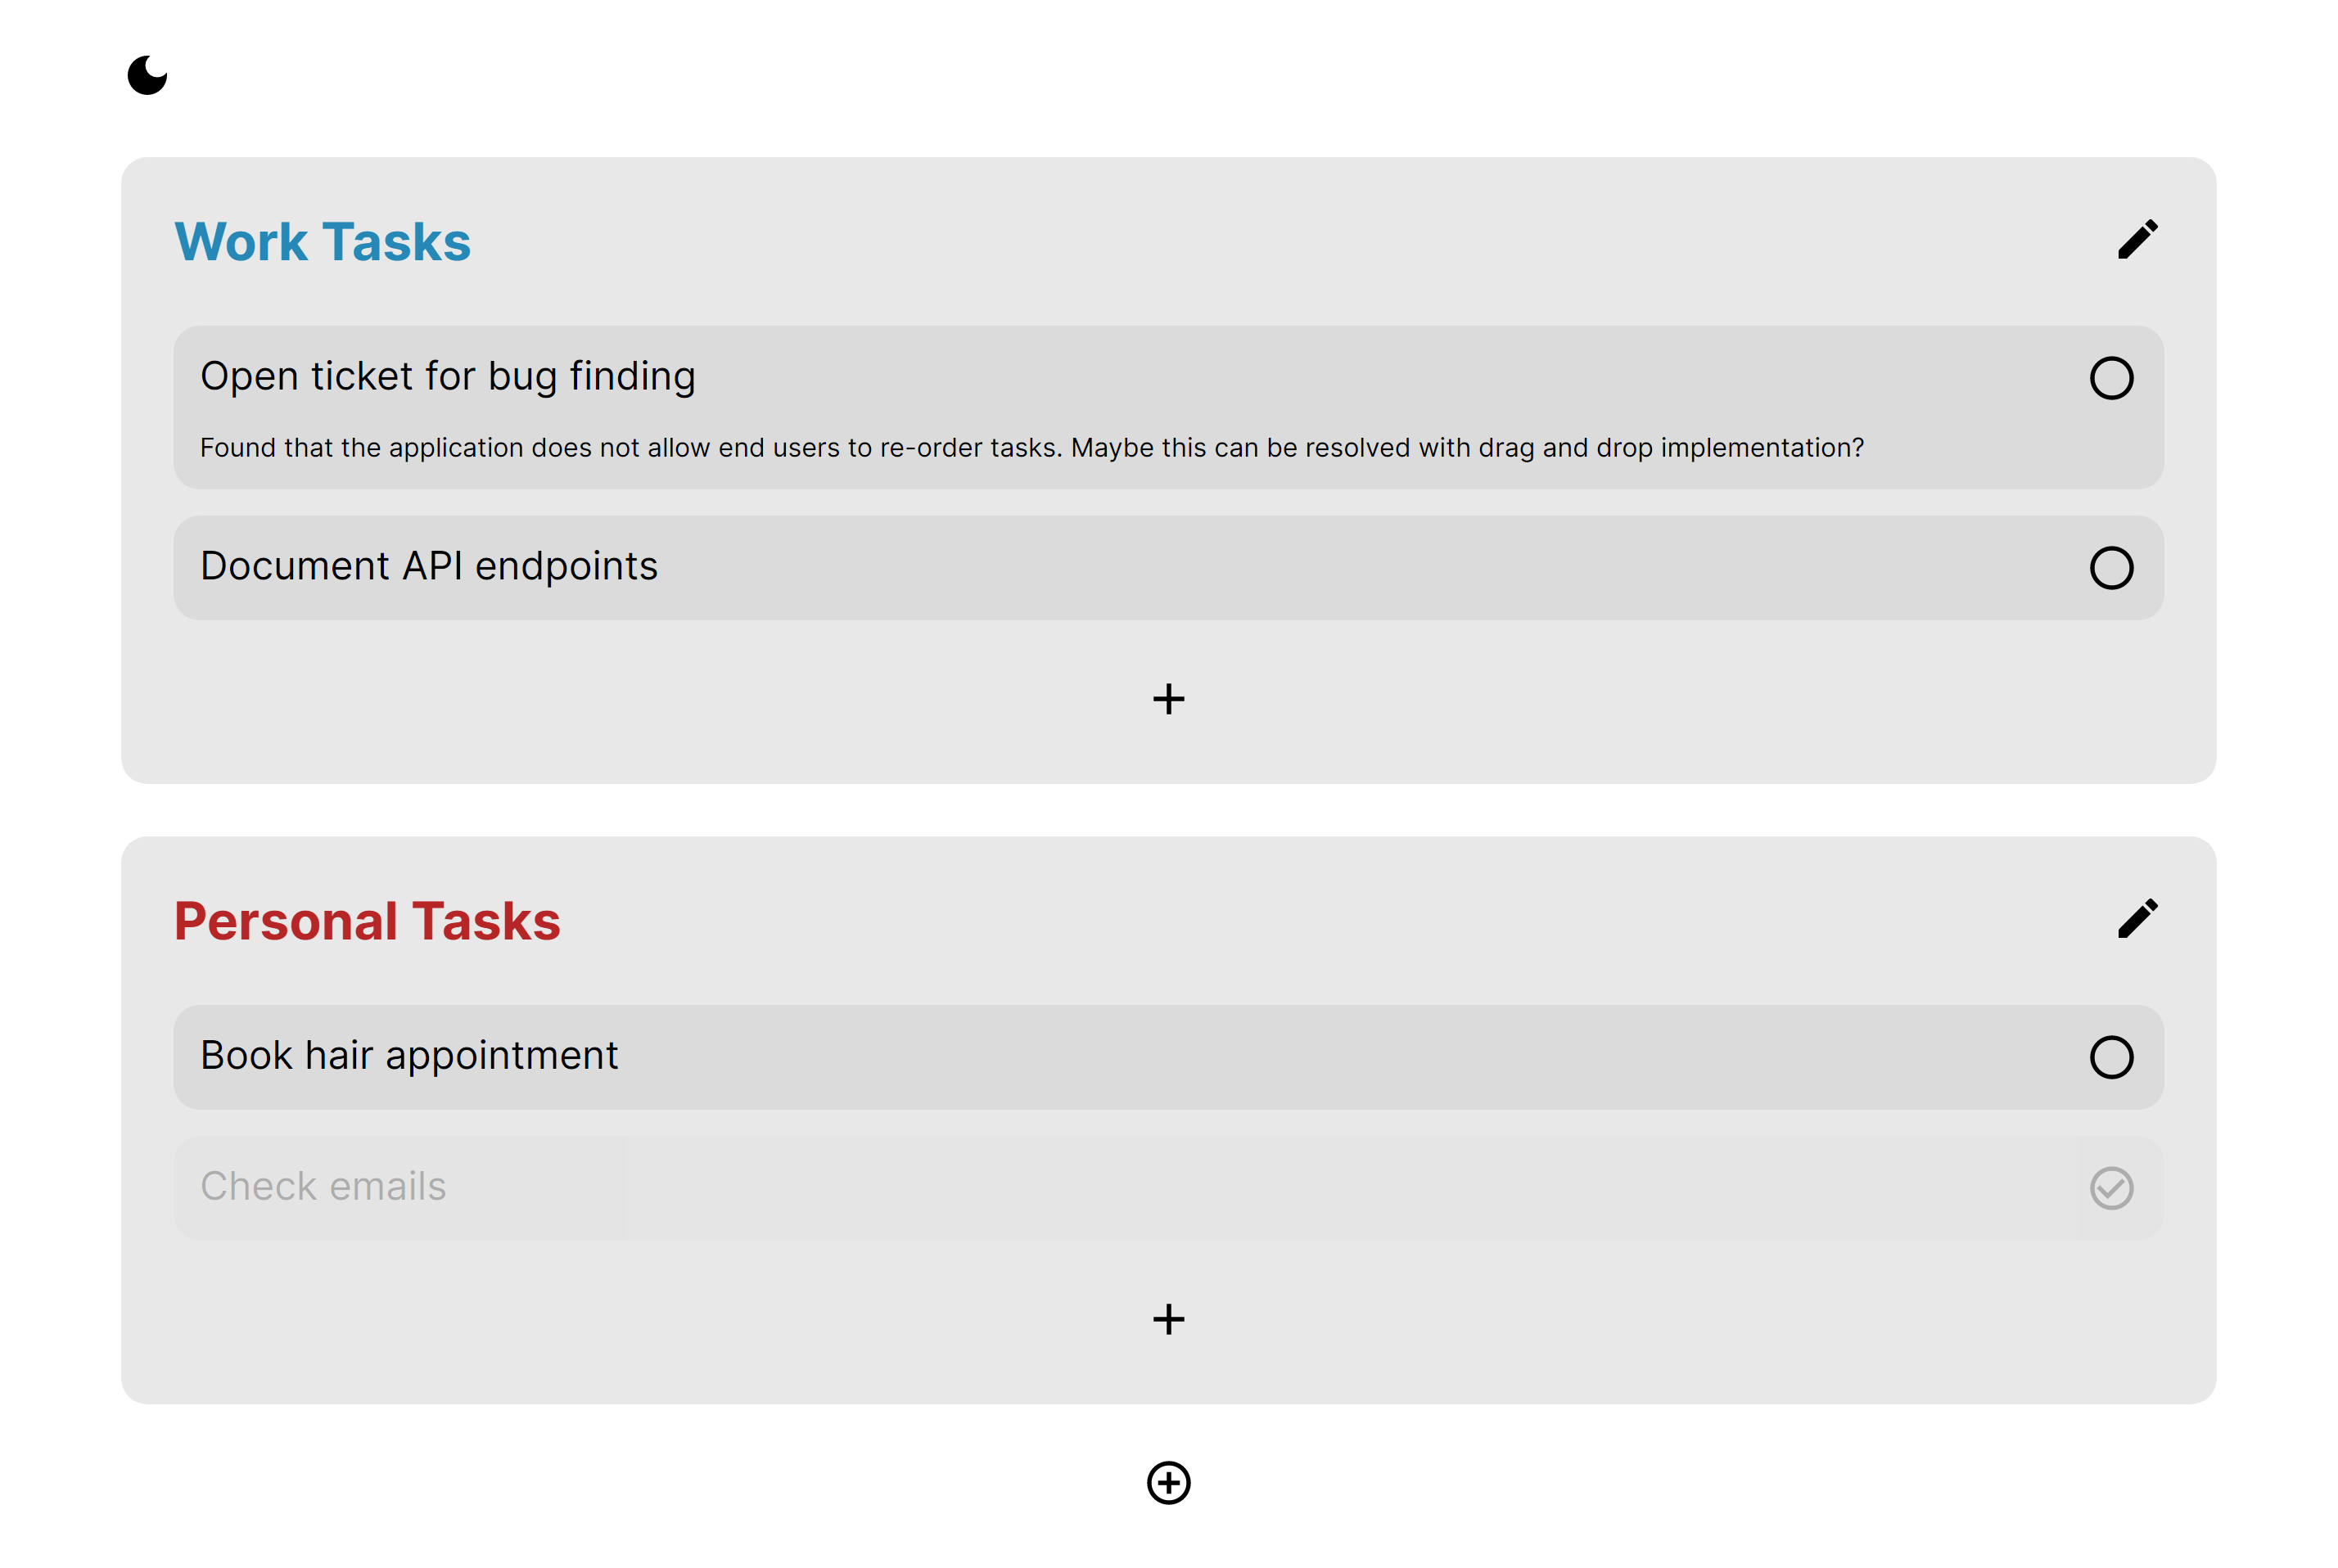 Work Tasks
Open ticket for bug finding
Found that the application does not allow end users to re-order tasks. Maybe this can be resolved with drag and drop implementation?
Document API endpoints
Personal Tasks
Book hair appointment
Check emails